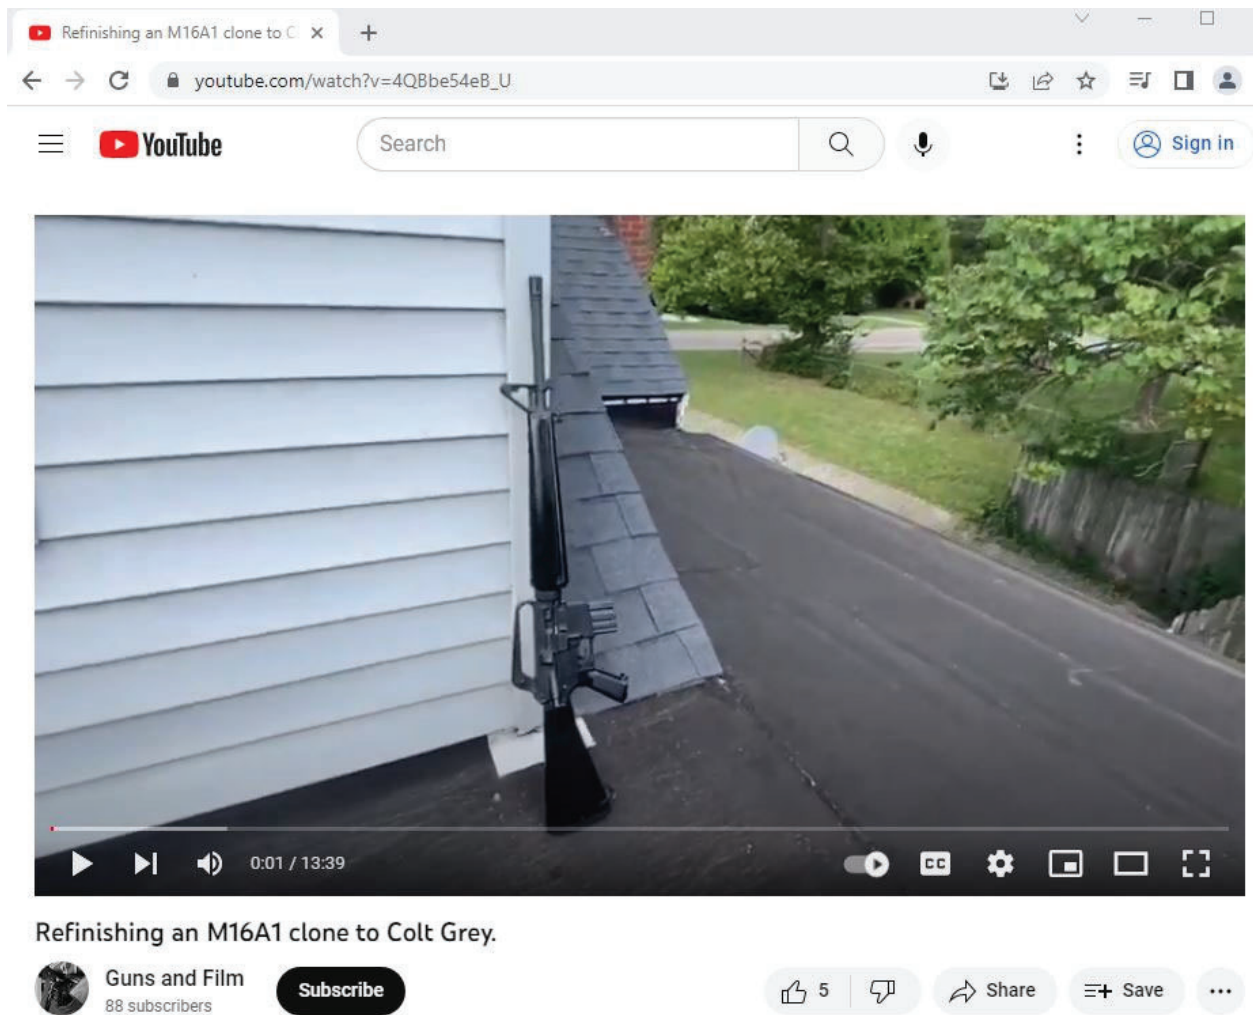 Refinishing an M16A1 clone to C
youtube.com/watch?v=4QBbe54eB_U
YouTube
Search
Sign in
0:01 / 13:39
CC
Refinishing an M16A1 clone to Colt Grey.
Guns and Film
88 subscribers
Subscribe
5
Share
Save